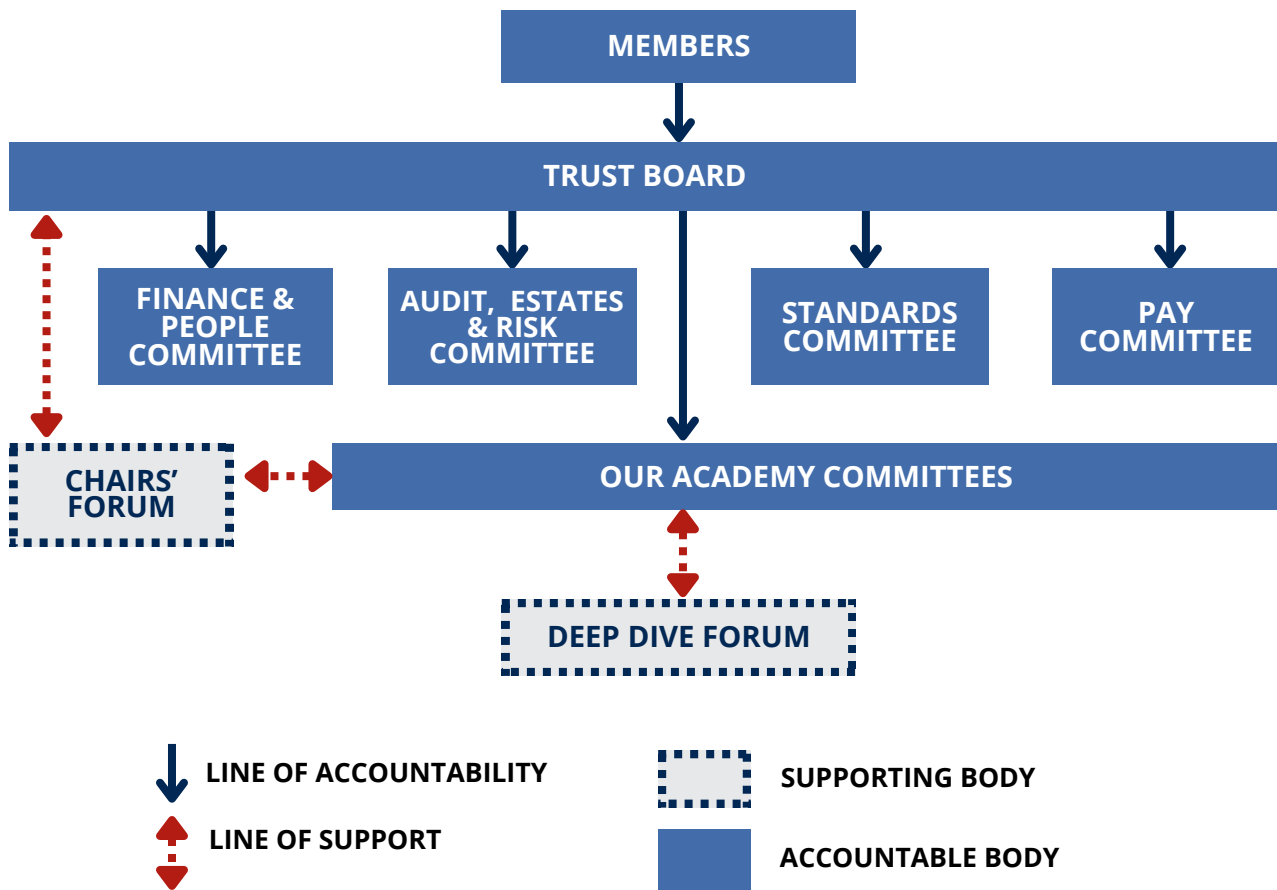 MEMBERS
TRUST BOARD
FINANCE &
PEOPLE
COMMITTEE
AUDIT, ESTATES
& RISK
COMMITTEE
STANDARDS
COMMITTEE
PAY
COMMITTEE
CHAIRS’
FORUM
OUR ACADEMY COMMITTEES
DEEP DIVE FORUM
LINE OF ACCOUNTABILITY
SUPPORTING BODY
LINE OF SUPPORT
ACCOUNTABLE BODY